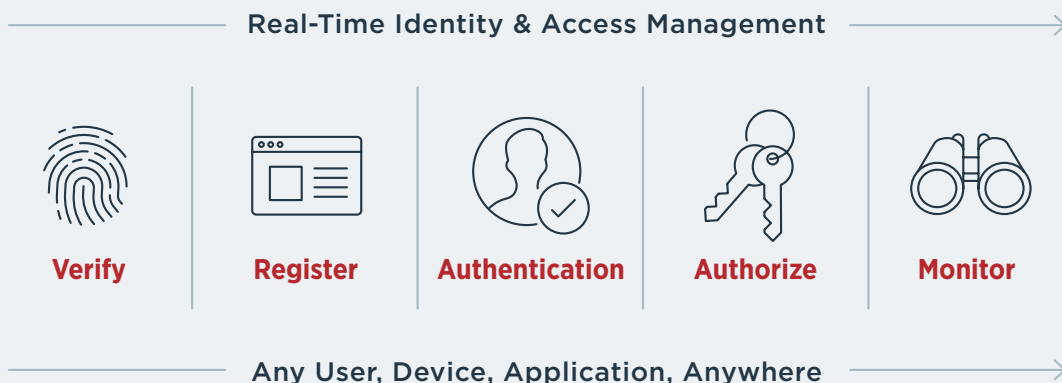 Real-Time Identity & Access Management
Verify
Register
Authentication
Authorize
Monitor
Any User, Device, Application, Anywhere